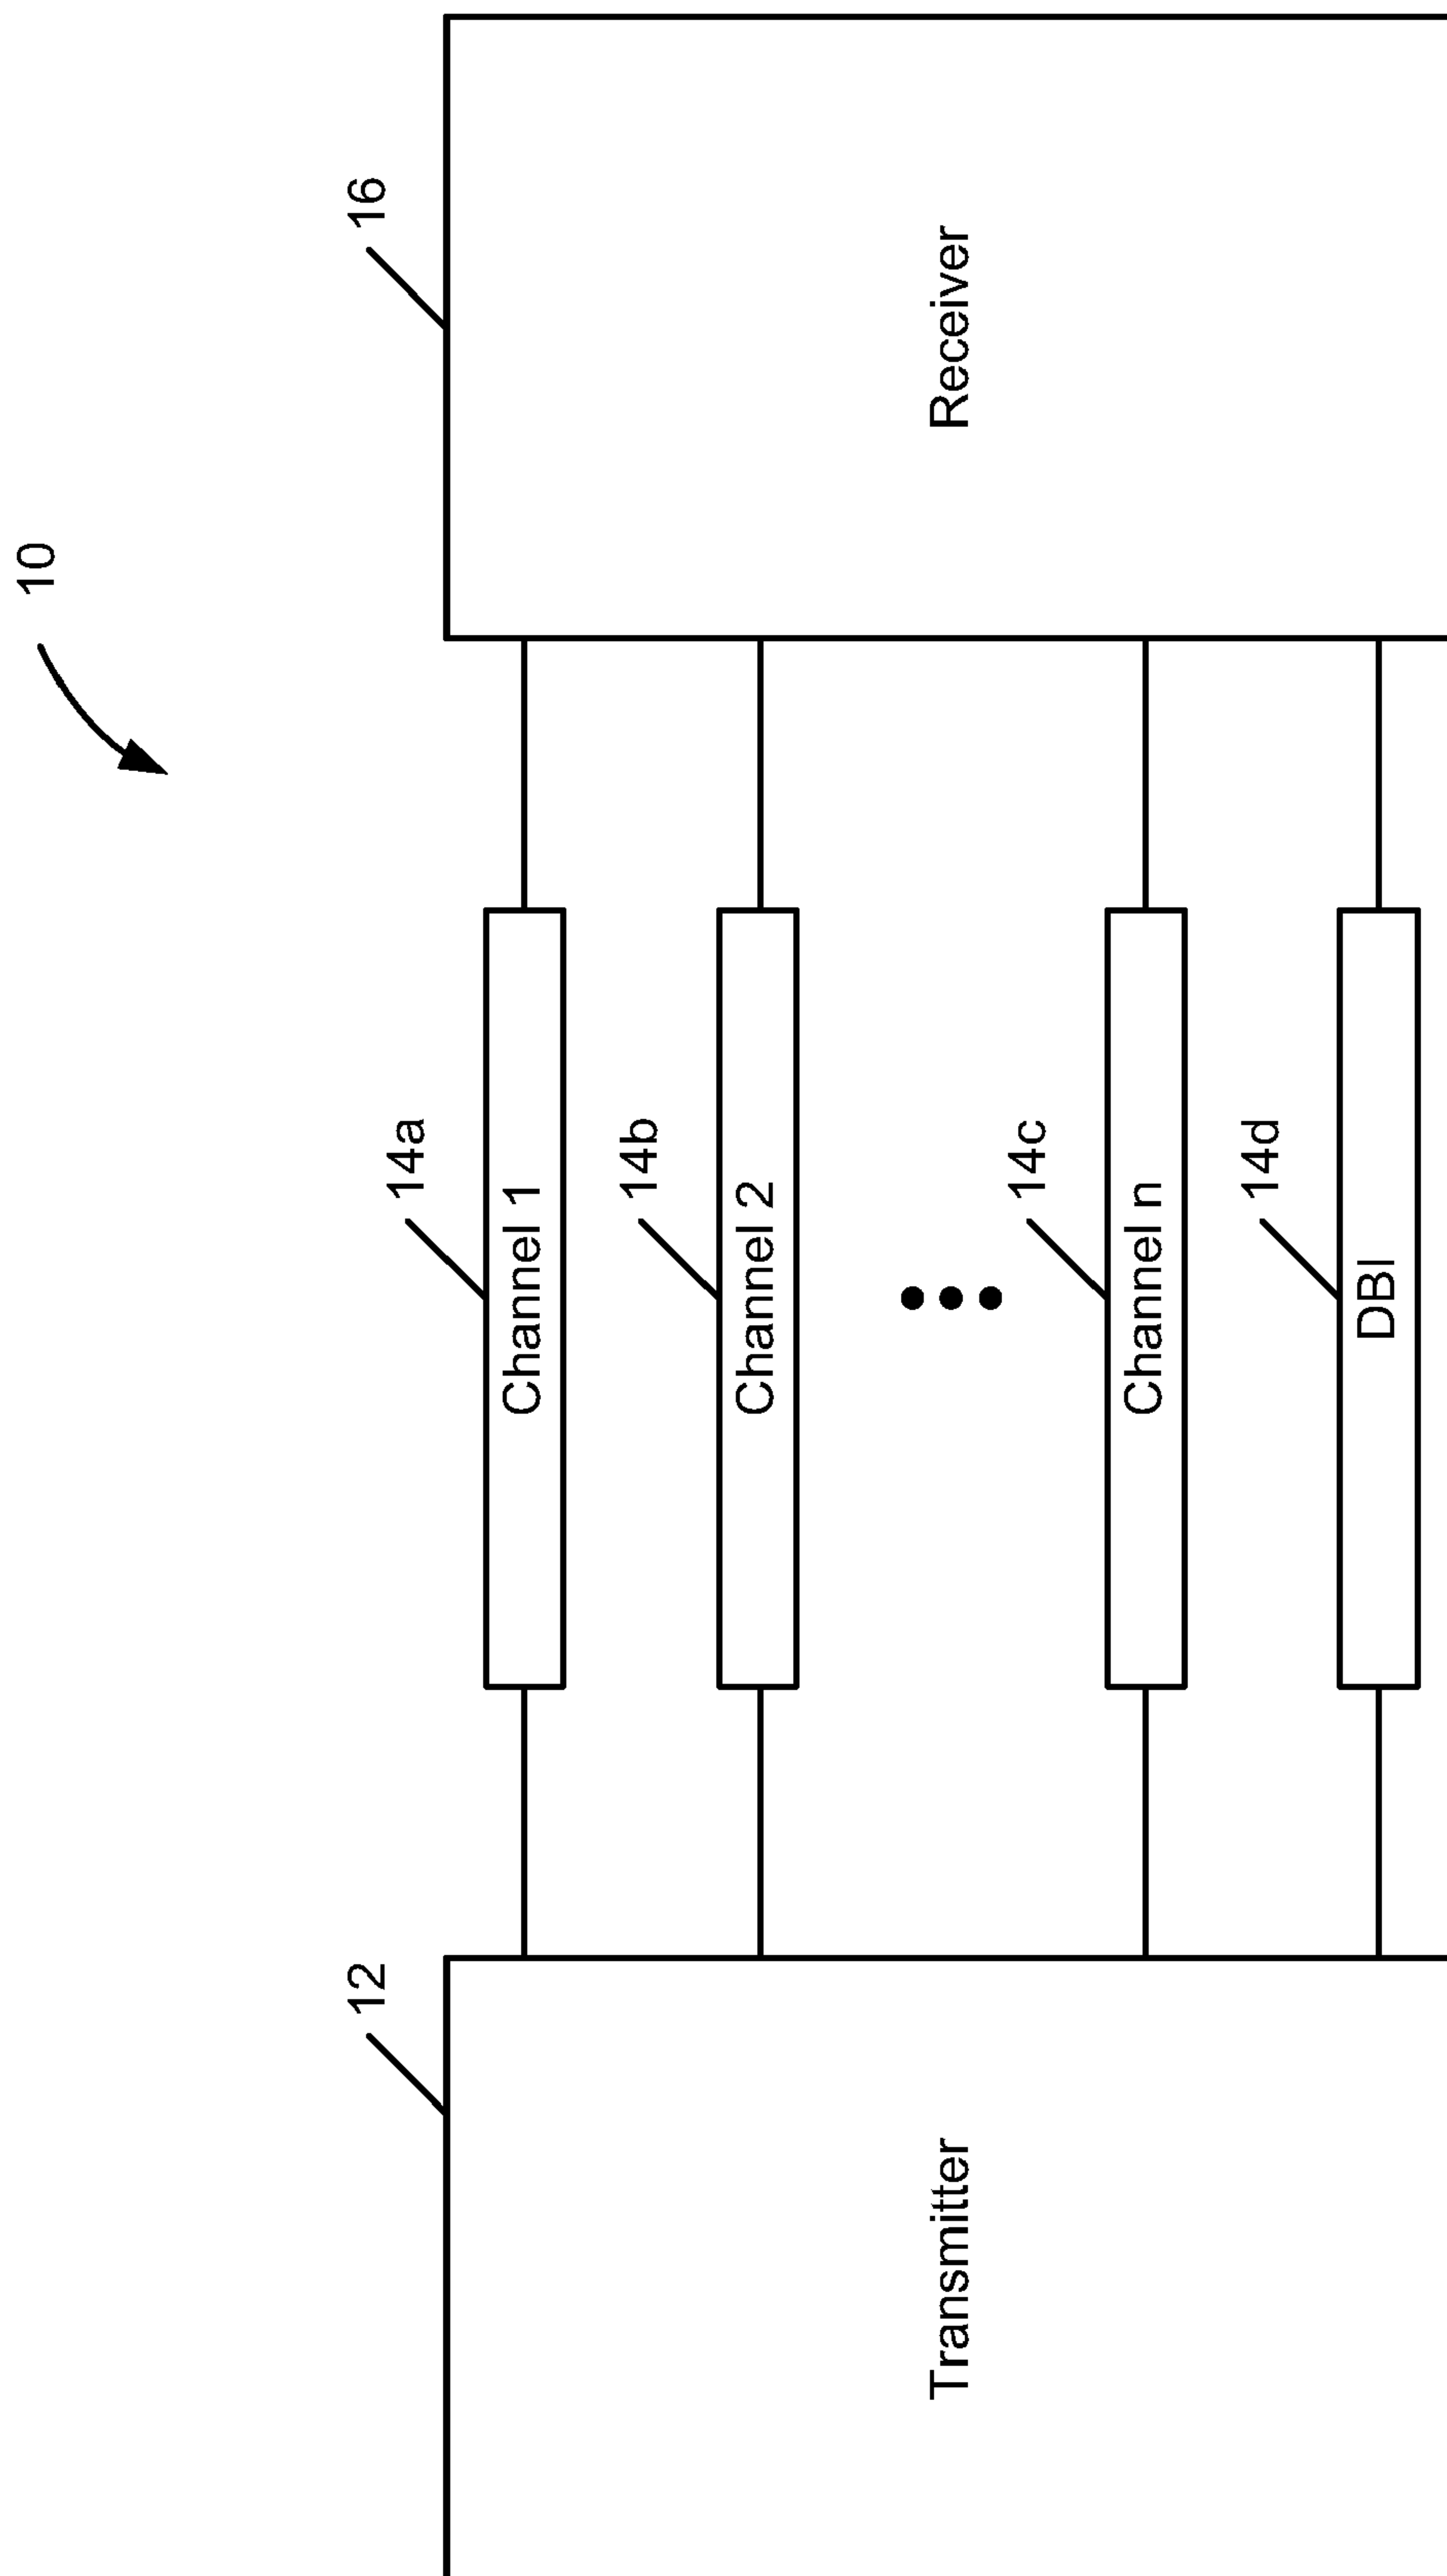 10
12
Transmitter
14a
Channel 1
14b
Channel 2
14c
Channel n
14d
DBI
16
Receiver